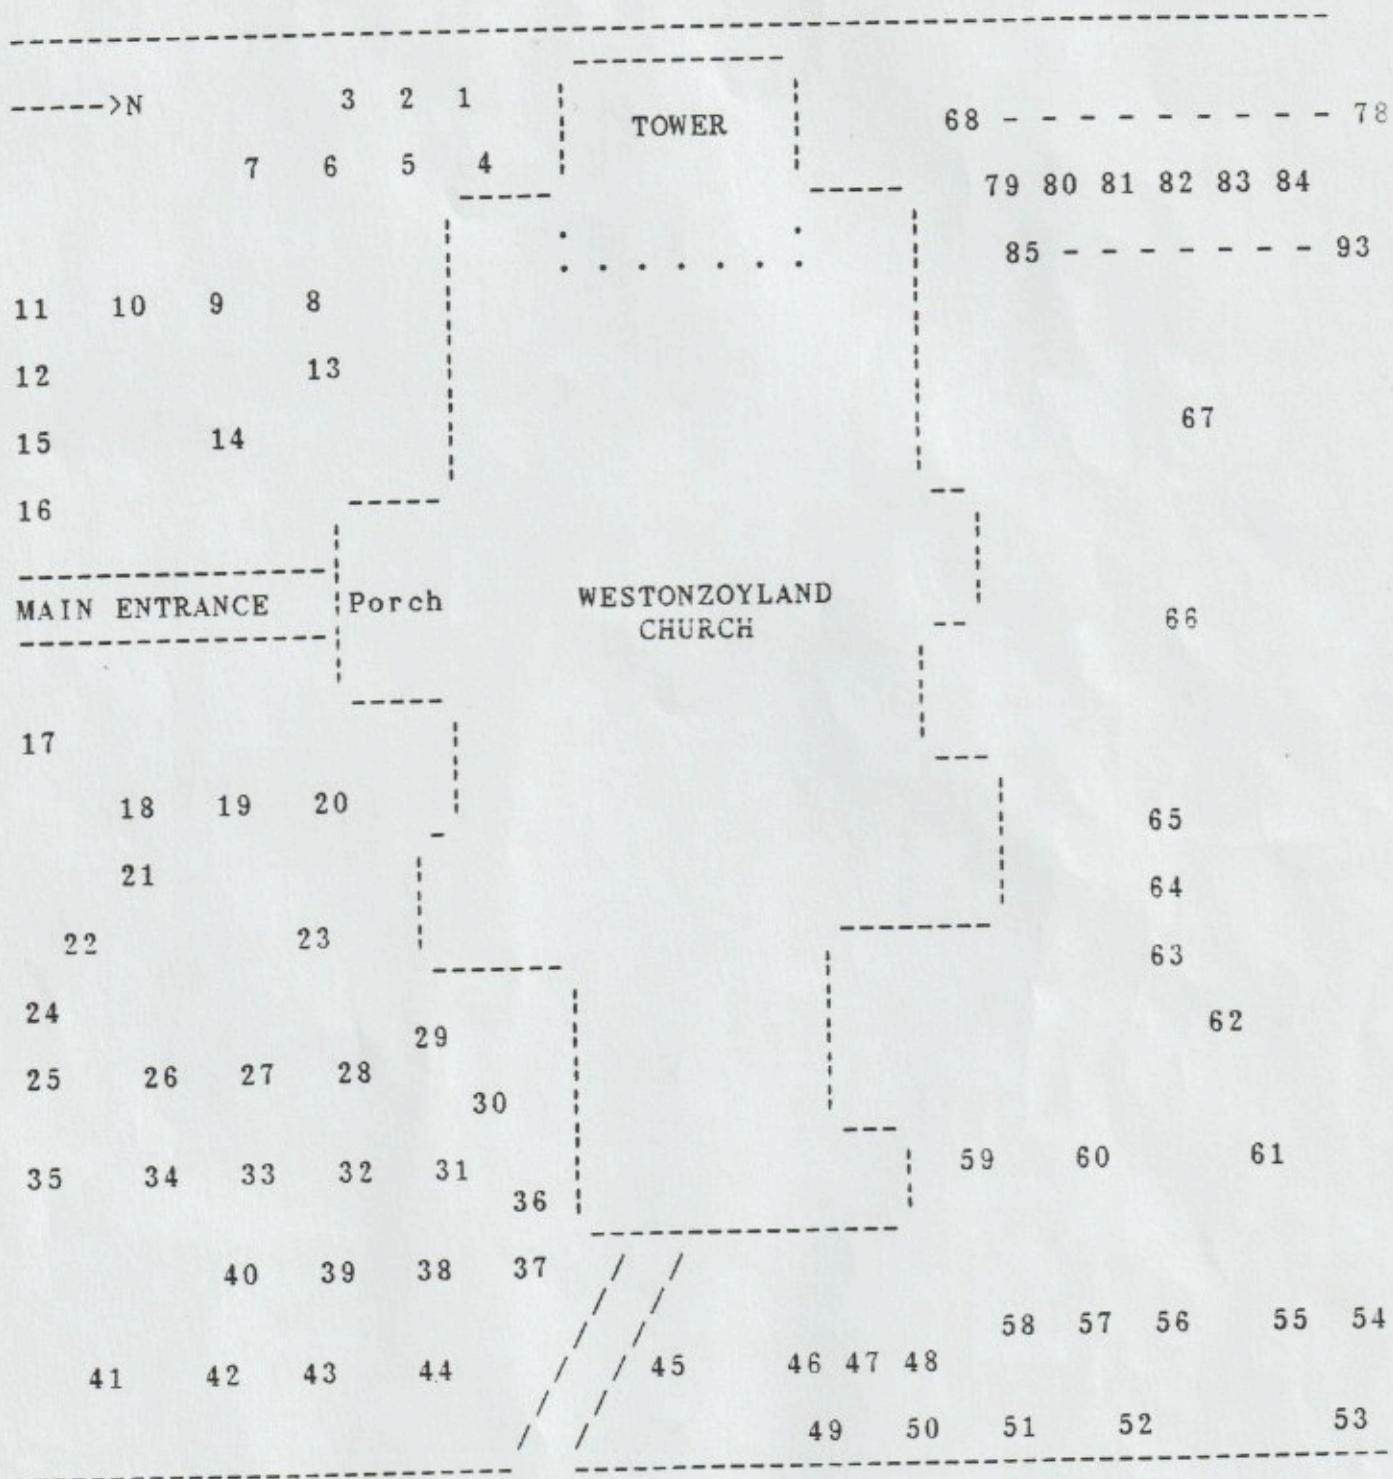 ----->N 3 2 1 TOWER 68 - - - - - - - - - 78
7 6 5 4 79 80 81 82 83 84
85 - - - - - - - 93
11 10 9 8
12 13
67
15 14
16
MAIN ENTRANCE Porch WESTONZOYLAND
CHURCH
66
17
18 19 20 65
21 64
22 23 63
24 62
29
25 26 27 28
30
35 34 33 32 31 59 60 61
36
40 39 38 37
58 57 56 55 54
41 42 43 44 45 46 47 48
49 50 51 52 53